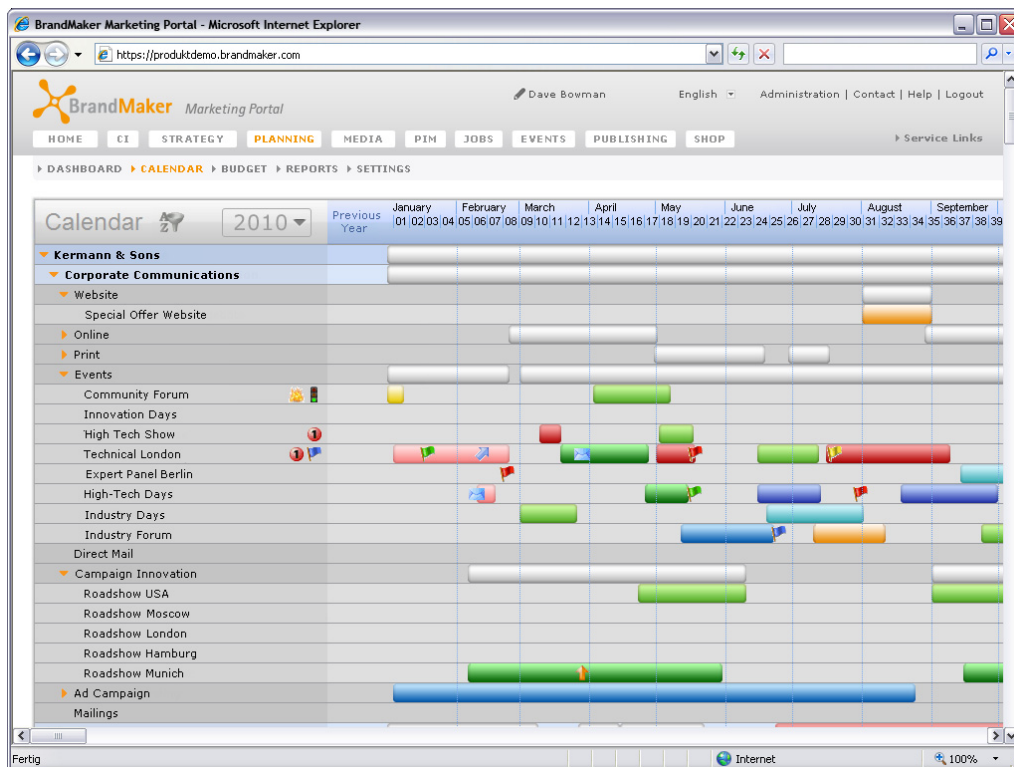 BrandMaker Marketing Portal - Microsoft Internet Explorer
https://produktdemo.brandmaker.com
BrandMaker Marketing Portal
Dave Bowman English Administration | Contact | Help | Logout
HOME CI STRATEGY PLANNING MEDIA PIM JOBS EVENTS PUBLISHING SHOP Service Links
DASHBOARD CALENDAR BUDGET REPORTS SETTINGS
January February March April May June July August September
Calendar A Z 2010 Previous Year 01 02 03 04 05 06 07 08 09 10 11 12 13 14 15 16 17 18 19 20 21 22 23 24 25 26 27 28 29 30 31 32 33 34 35 36 37 38 39
Kermann & Sons
Corporate Communications
Website
Special Offer Website
Online
Print
Events
Community Forum
Innovation Days
High Tech Show 1
Technical London 1
Expert Panel Berlin
High-Tech Days
Industry Days
Industry Forum
Direct Mail
Campaign Innovation
Roadshow USA
Roadshow Moscow
Roadshow London
Roadshow Hamburg
Roadshow Munich
Ad Campaign
Mailings
Fertig Internet 100%